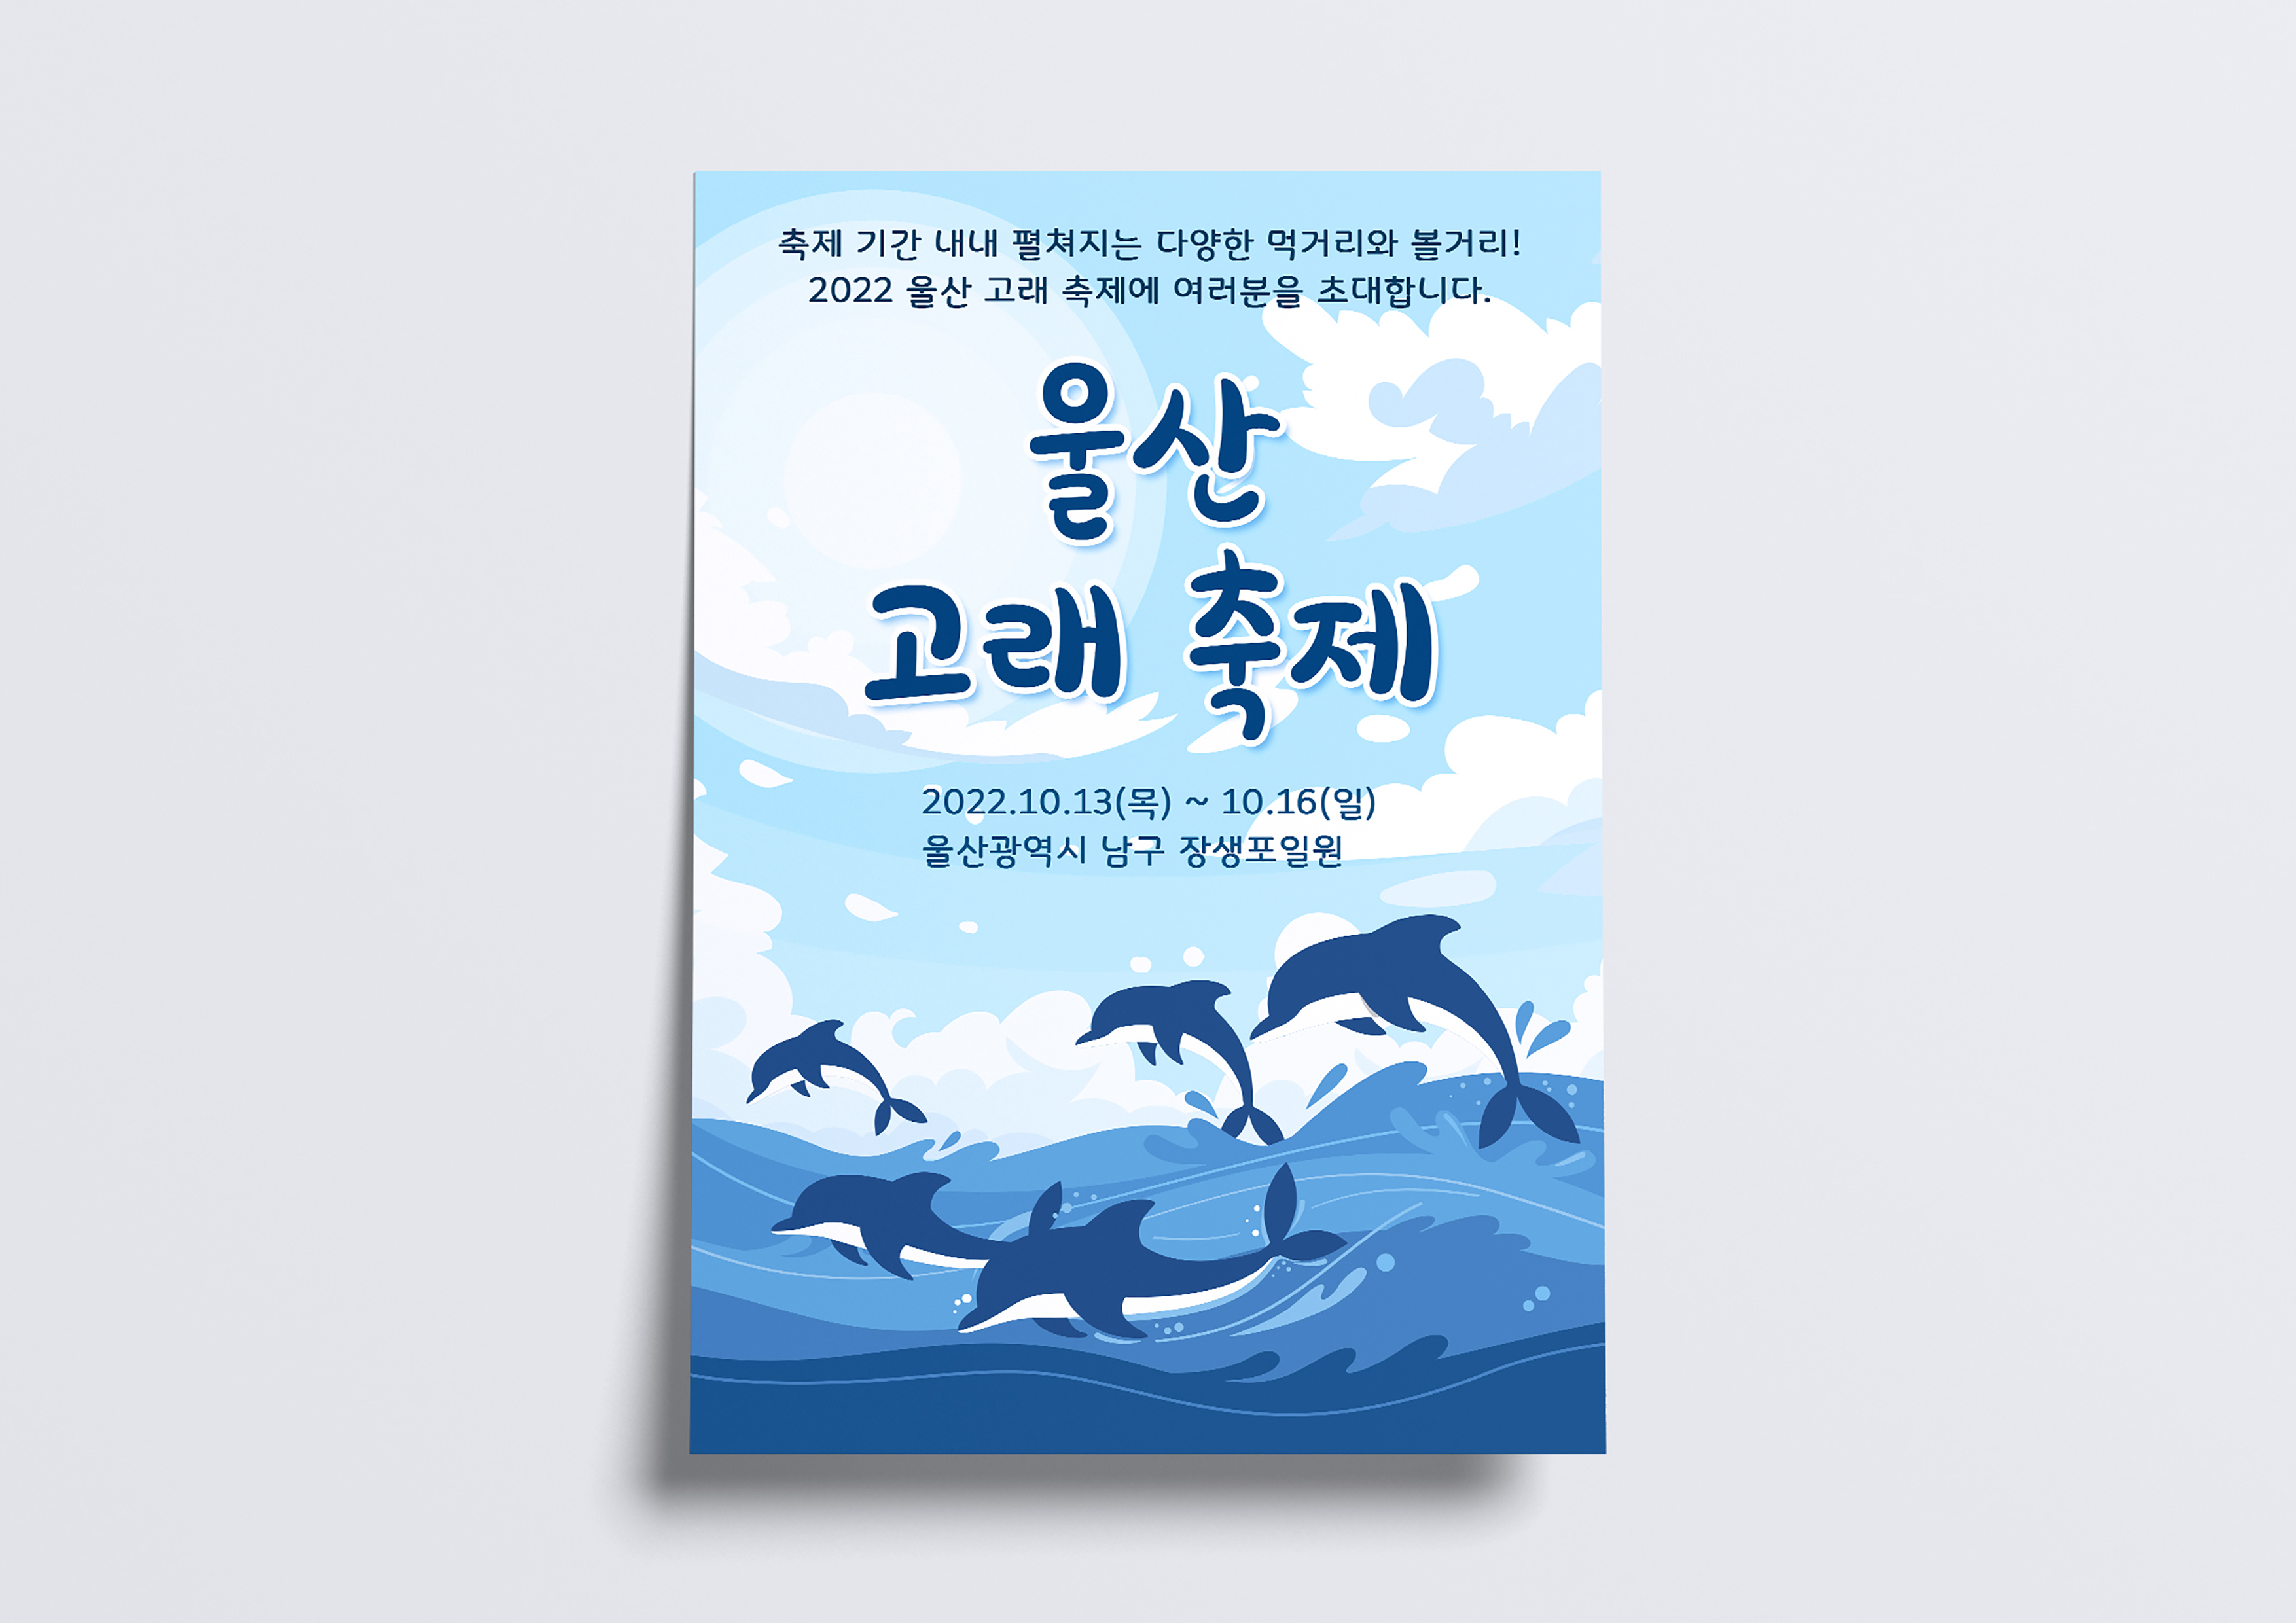 축제 기간 내내 펼쳐지는 다양한 먹거리와 볼거리!
2022 울산 고래 축제에 여러분을 초대합니다.
울산
고래 축제
2022.10.13(목) ~ 10.16(일)
울산광역시 남구 장생포일원